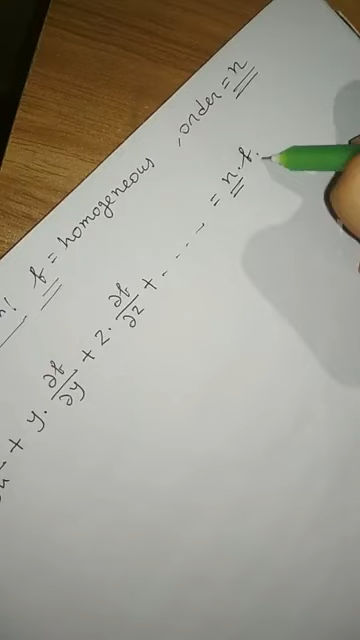 f = homogeneous , order = n
+ y. ∂f/∂y + z. ∂f/∂z + ..... = n.f.